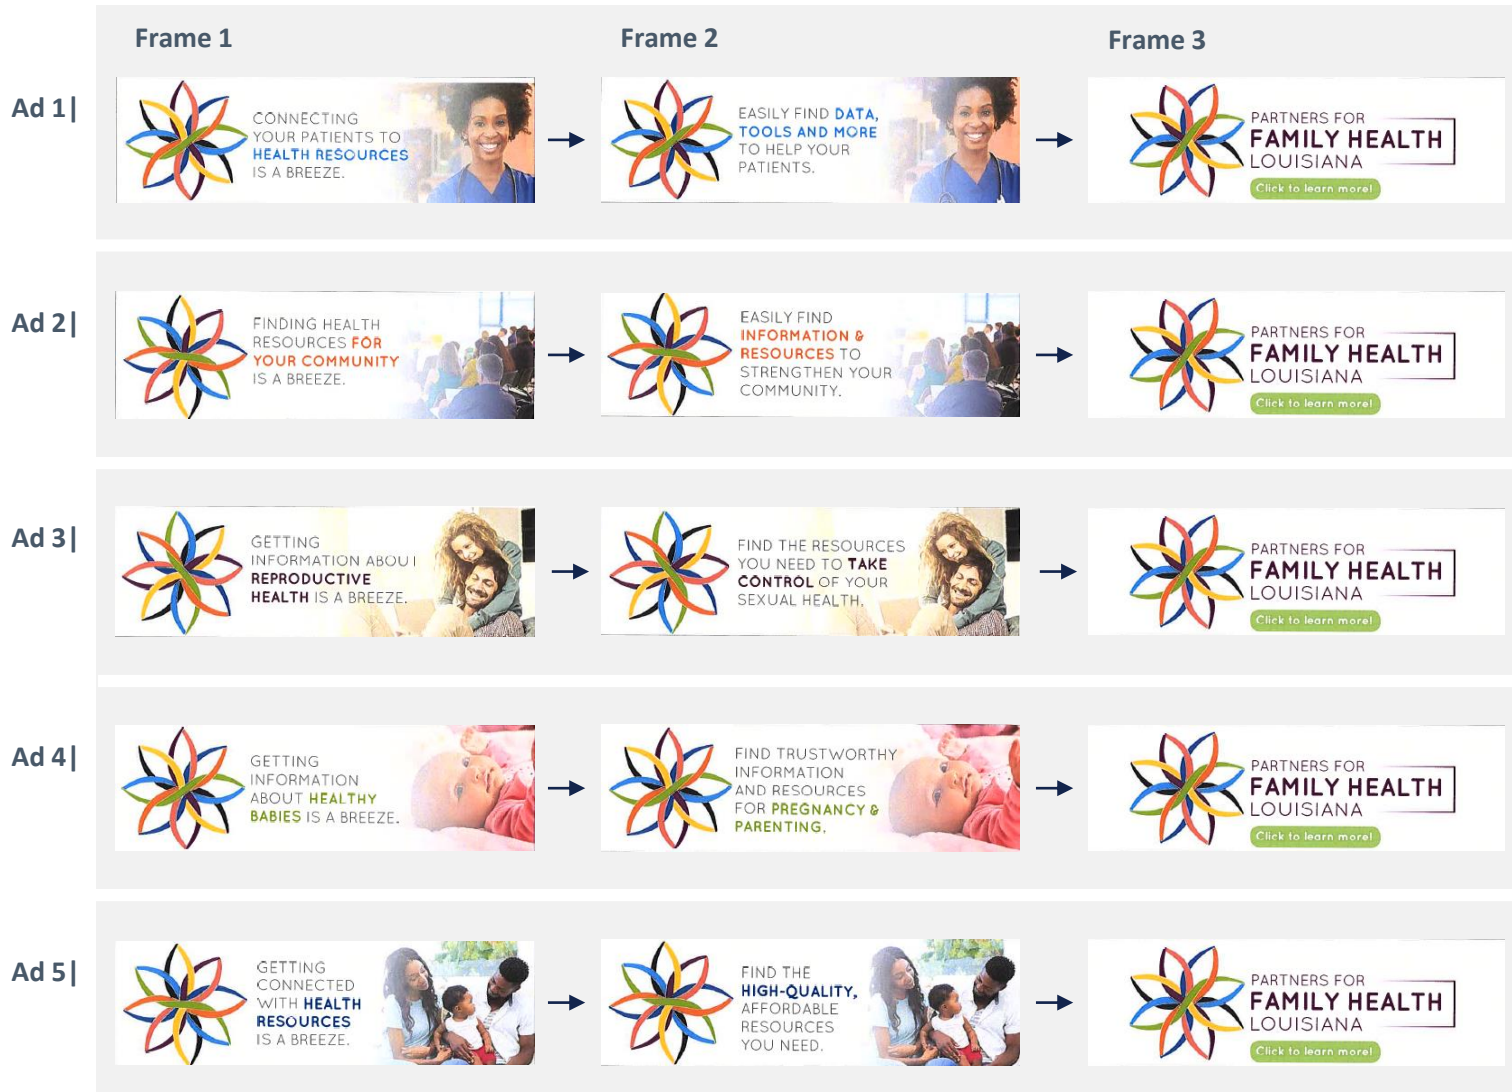 Frame 1
Frame 2
Frame 3
Ad 1|
CONNECTING
YOUR PATIENTS TO
HEALTH RESOURCES
IS A BREEZE.
EASILY FIND DATA,
TOOLS AND MORE
TO HELP YOUR
PATIENTS.
PARTNERS FOR
FAMILY HEALTH
LOUISIANA
Click to learn more!
Ad 2|
FINDING HEALTH
RESOURCES FOR
YOUR COMMUNITY
IS A BREEZE.
EASILY FIND
INFORMATION &
RESOURCES TO
STRENGTHEN YOUR
COMMUNITY.
PARTNERS FOR
FAMILY HEALTH
LOUISIANA
Click to learn more!
Ad 3|
GETTING
INFORMATION ABOUT
REPRODUCTIVE
HEALTH IS A BREEZE.
FIND THE RESOURCES
YOU NEED TO TAKE
CONTROL OF YOUR
SEXUAL HEALTH.
PARTNERS FOR
FAMILY HEALTH
LOUISIANA
Click to learn more!
Ad 4|
GETTING
INFORMATION
ABOUT HEALTHY
BABIES IS A BREEZE.
FIND TRUSTWORTHY
INFORMATION
AND RESOURCES
FOR PREGNANCY &
PARENTING.
PARTNERS FOR
FAMILY HEALTH
LOUISIANA
Click to learn more!
Ad 5|
GETTING
CONNECTED
WITH HEALTH
RESOURCES
IS A BREEZE.
FIND THE
HIGH-QUALITY,
AFFORDABLE
RESOURCES
YOU NEED.
PARTNERS FOR
FAMILY HEALTH
LOUISIANA
Click to learn more!